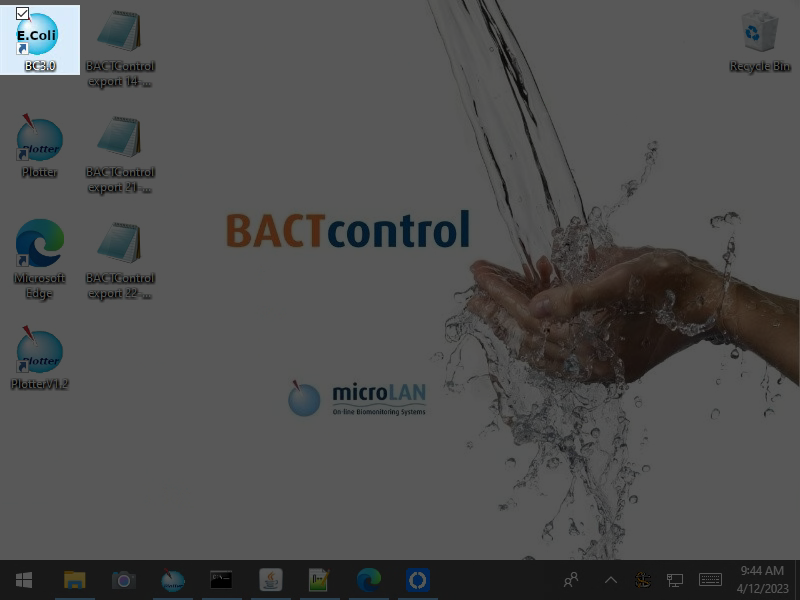 E.Coli
BC3.0
BACTControl
export 14-...
Recycle Bin
Plotter
Plotter
BACTControl
export 21-...
BACTcontrol
Microsoft
Edge
BACTControl
export 22-...
Plotter
PlotterV1.2
microLAN
On-line Biomonitoring Systems
9:44 AM
4/12/2023